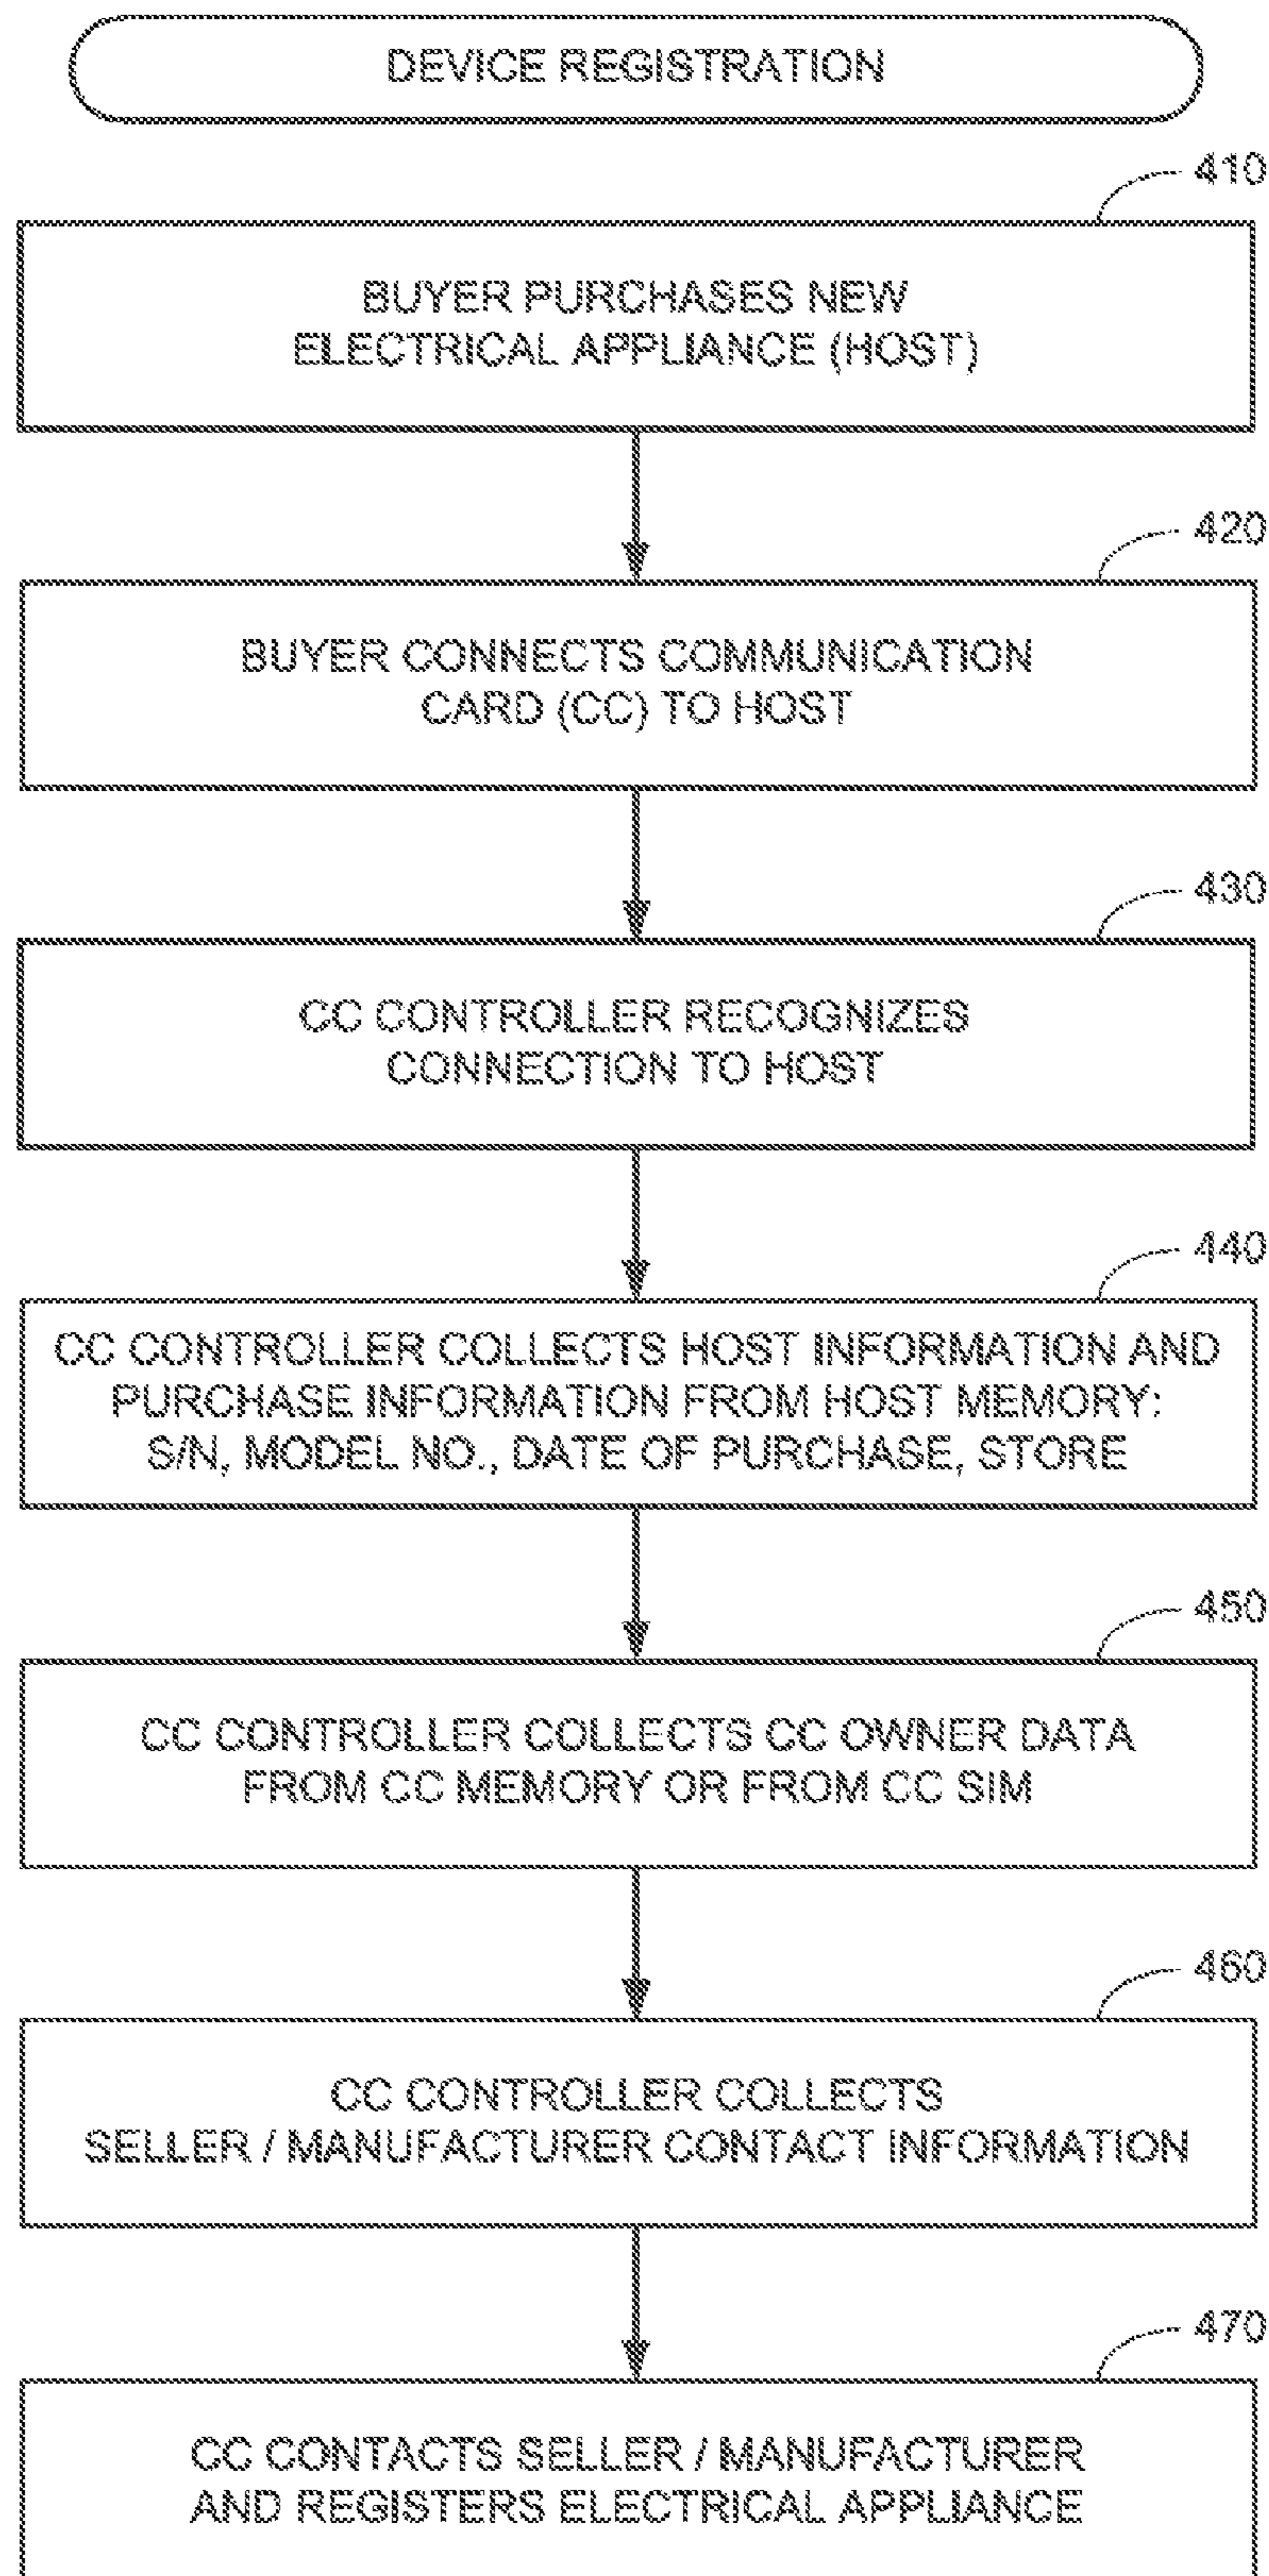 DEVICE REGISTRATION
410
BUYER PURCHASES NEW
ELECTRICAL APPLIANCE (HOST)
420
BUYER CONNECTS COMMUNICATION
CARD (CC) TO HOST
430
CC CONTROLLER RECOGNIZES
CONNECTION TO HOST
440
CC CONTROLLER COLLECTS HOST INFORMATION AND
PURCHASE INFORMATION FROM HOST MEMORY:
S/N, MODEL NO., DATE OF PURCHASE, STORE
450
CC CONTROLLER COLLECTS CC OWNER DATA
FROM CC MEMORY OR FROM CC SIM
460
CC CONTROLLER COLLECTS
SELLER / MANUFACTURER CONTACT INFORMATION
470
CC CONTACTS SELLER / MANUFACTURER
AND REGISTERS ELECTRICAL APPLIANCE